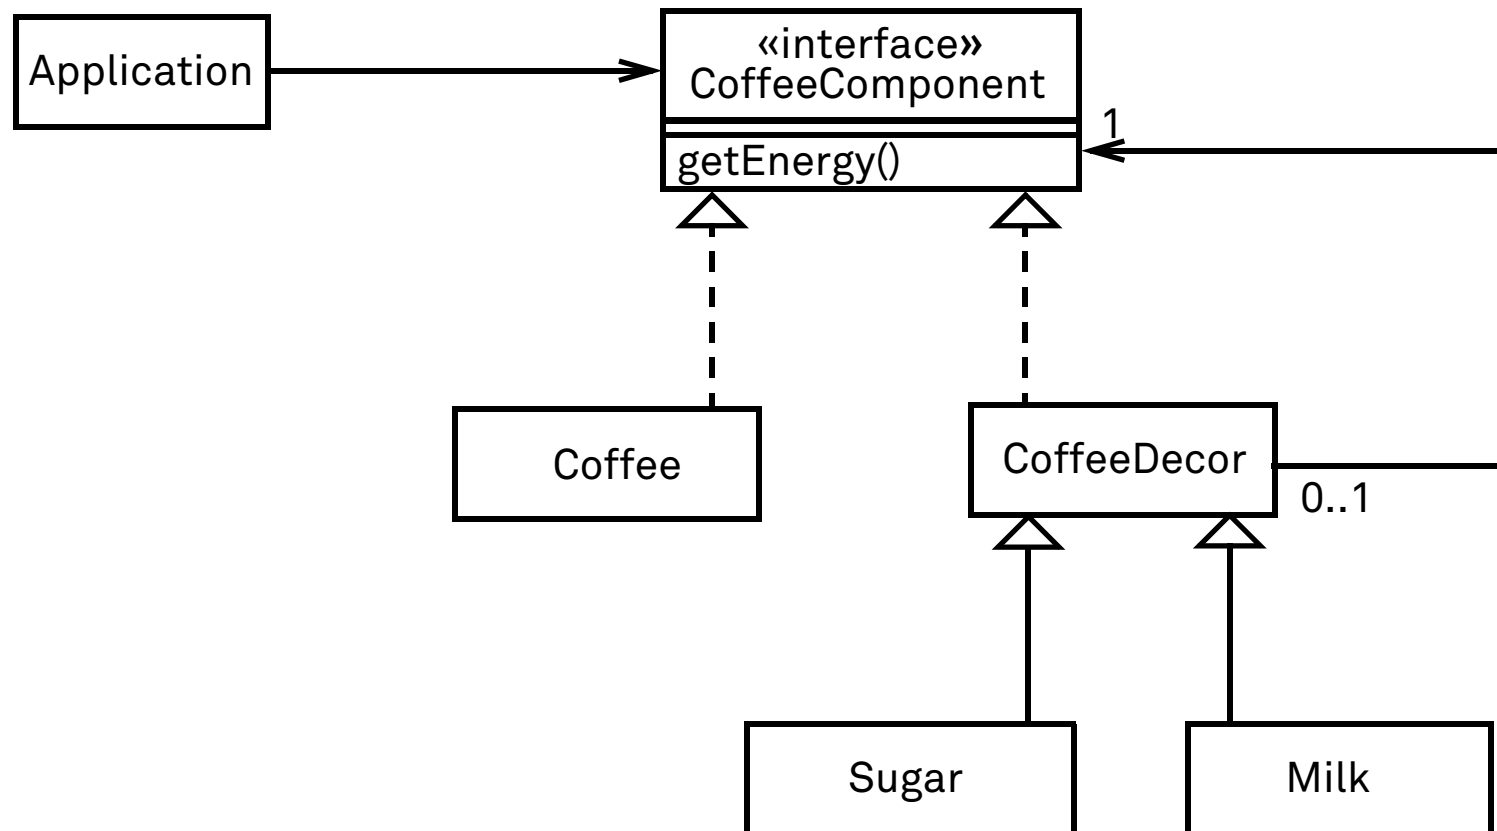 Application
«interface»
CoffeeComponent
1
getEnergy()
Coffee
CoffeeDecor
0..1
Sugar
Milk